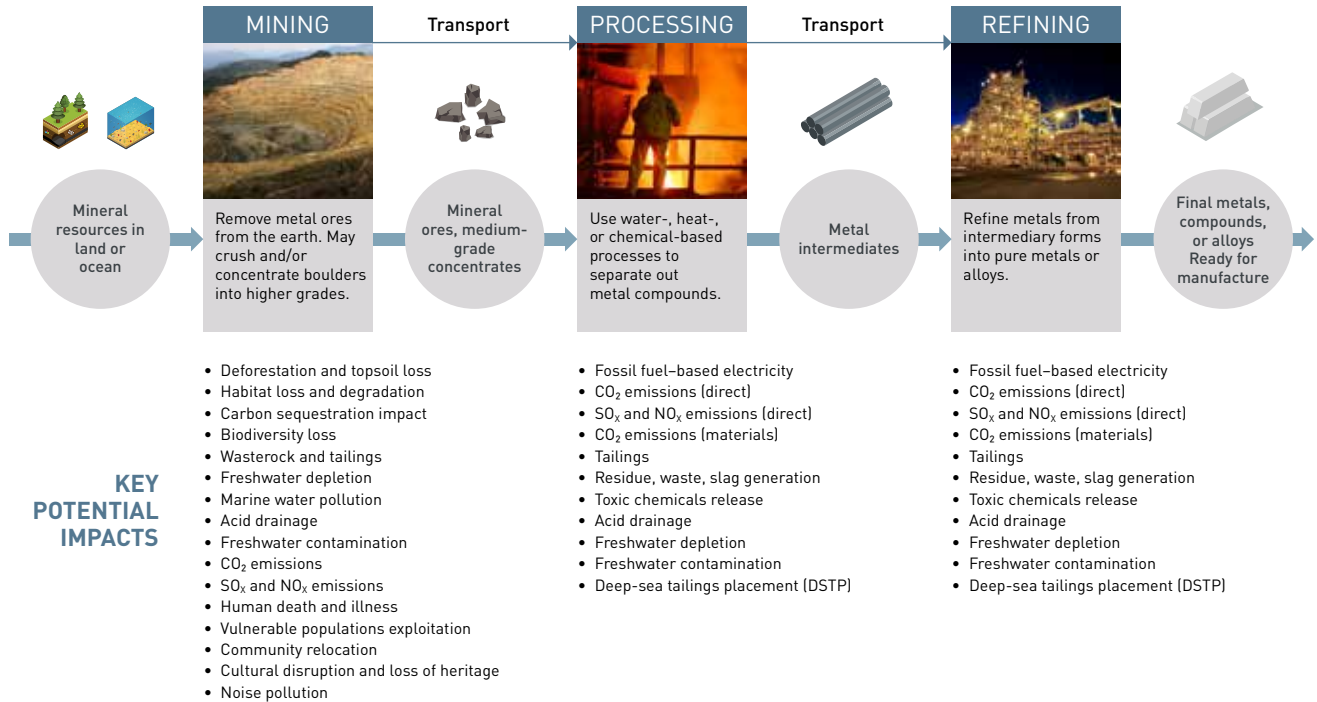 MINING
Transport
PROCESSING
Transport
REFINING
Mineral
resources in
land or
ocean
Remove metal ores
from the earth. May
crush and/or
concentrate boulders
into higher grades.
Mineral
ores, medium-
grade
concentrates
Use water-, heat-,
or chemical-based
processes to
separate out
metal compounds.
Metal
intermediates
Refine metals from
intermediary forms
into pure metals or
alloys.
Final metals,
compounds,
or alloys
Ready for
manufacture
KEY
POTENTIAL
IMPACTS
• Deforestation and topsoil loss
• Habitat loss and degradation
• Carbon sequestration impact
• Biodiversity loss
• Wasterock and tailings
• Freshwater depletion
• Marine water pollution
• Acid drainage
• Freshwater contamination
• CO₂ emissions
• SOₓ and NOₓ emissions
• Human death and illness
• Vulnerable populations exploitation
• Community relocation
• Cultural disruption and loss of heritage
• Noise pollution
• Fossil fuel–based electricity
• CO₂ emissions (direct)
• SOₓ and NOₓ emissions (direct)
• CO₂ emissions (materials)
• Tailings
• Residue, waste, slag generation
• Toxic chemicals release
• Acid drainage
• Freshwater depletion
• Freshwater contamination
• Deep-sea tailings placement (DSTP)
• Fossil fuel–based electricity
• CO₂ emissions (direct)
• SOₓ and NOₓ emissions (direct)
• CO₂ emissions (materials)
• Tailings
• Residue, waste, slag generation
• Toxic chemicals release
• Acid drainage
• Freshwater depletion
• Freshwater contamination
• Deep-sea tailings placement (DSTP)